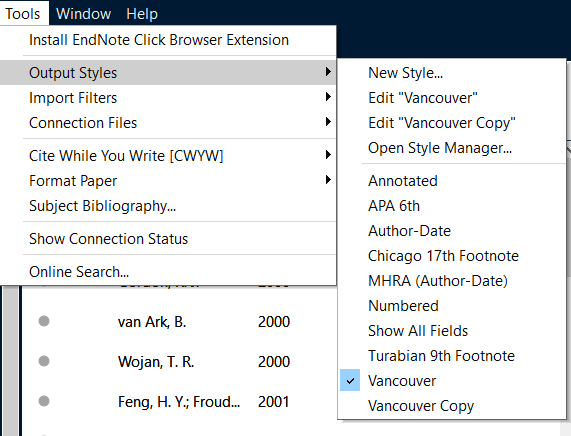 Tools Window Help
Install EndNote Click Browser Extension
Output Styles
Import Filters
Connection Files
Cite While You Write [CWYW]
Format Paper
Subject Bibliography...
Show Connection Status
Online Search...
New Style...
Edit "Vancouver"
Edit "Vancouver Copy"
Open Style Manager...
Annotated
APA 6th
Author-Date
Chicago 17th Footnote
MHRA (Author-Date)
Numbered
Show All Fields
Turabian 9th Footnote
Vancouver
Vancouver Copy
van Ark, B. 2000
Wojan, T. R. 2000
Feng, H. Y.; Froud... 2001